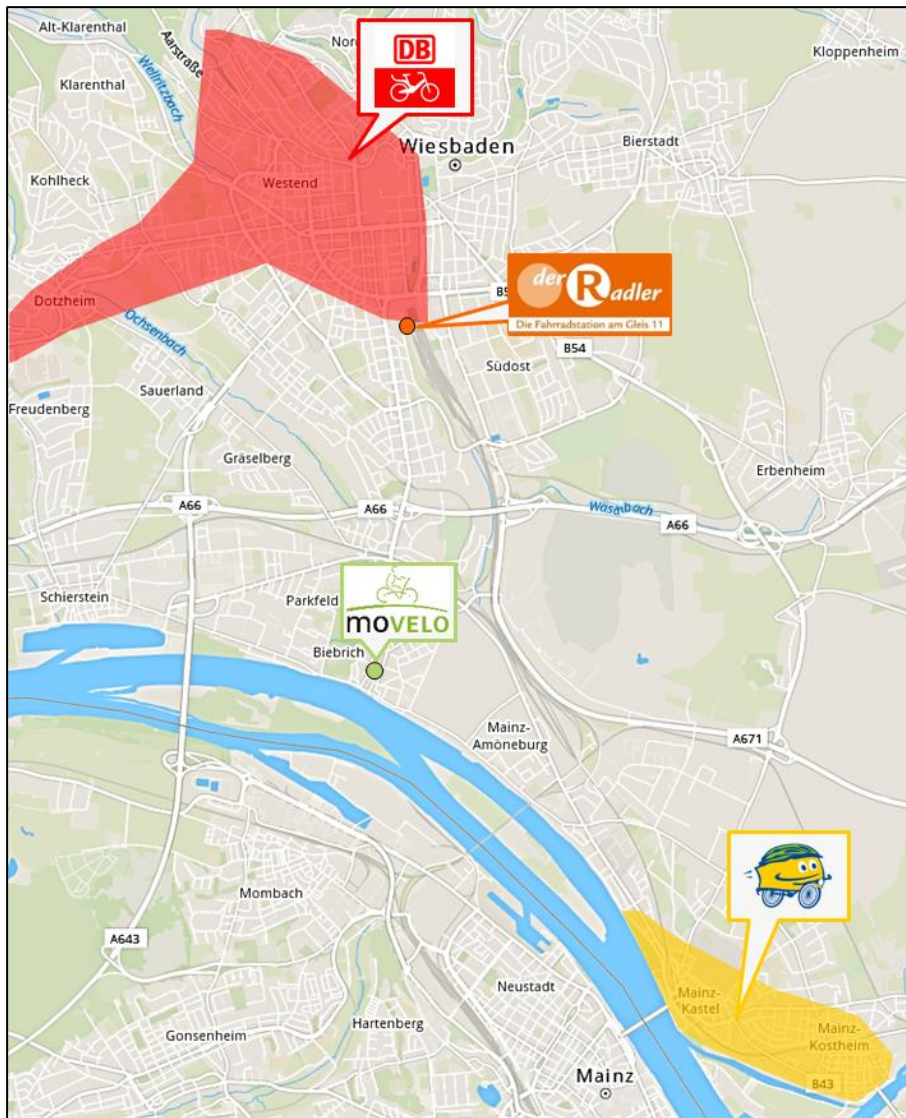 Alt-Klarenthal
Aarstraße
Nor
DB
Kloppenheim
Klarenthal
Wellritzbach
Wiesbaden
Bierstadt
Kohlheck
Westend
der Radler
Die Fahrradstation am Gleis 11
Dotzheim
Ochsenbach
B54
Südost
Sauerland
Freudenberg
Gräselberg
Erbenheim
A66
A66
Wäschbach
A66
Schierstein
Parkfeld
MOVELO
Biebrich
Mainz-
Amöneburg
A671
Mombach
A643
Neustadt
Mainz-
Kastel
Mainz-
Kostheim
Gonsenheim
Hartenberg
Mainz
B43